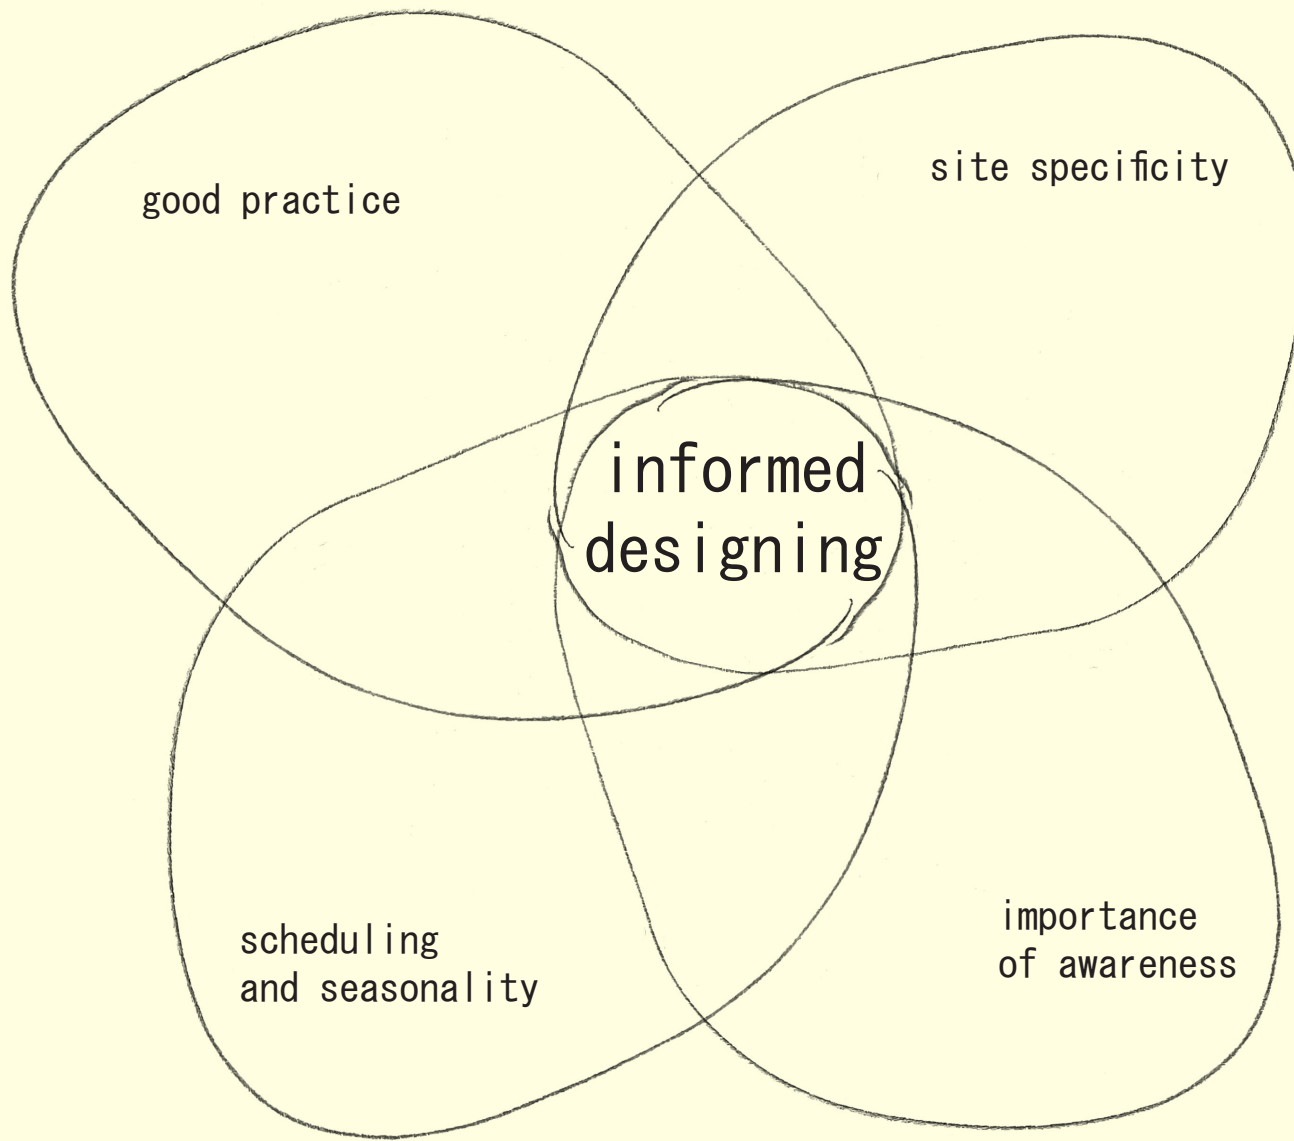 good practice
site specificity
informed
designing
scheduling
and seasonality
importance
of awareness